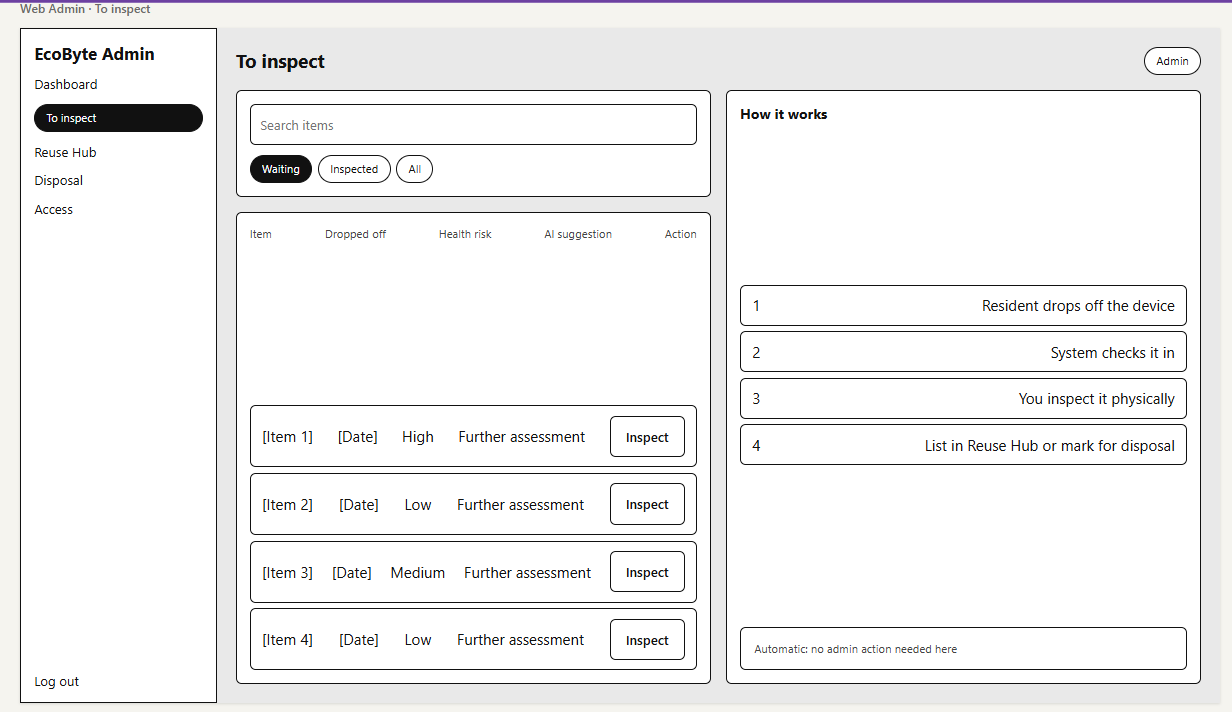 Web Admin · To inspect
EcoByte Admin
Dashboard
To inspect
Reuse Hub
Disposal
Access
Log out
To inspect
Admin
Search items
Waiting Inspected All
Item Dropped off Health risk AI suggestion Action
[Item 1] [Date] High Further assessment Inspect
[Item 2] [Date] Low Further assessment Inspect
[Item 3] [Date] Medium Further assessment Inspect
[Item 4] [Date] Low Further assessment Inspect
How it works
1 Resident drops off the device
2 System checks it in
3 You inspect it physically
4 List in Reuse Hub or mark for disposal
Automatic: no admin action needed here